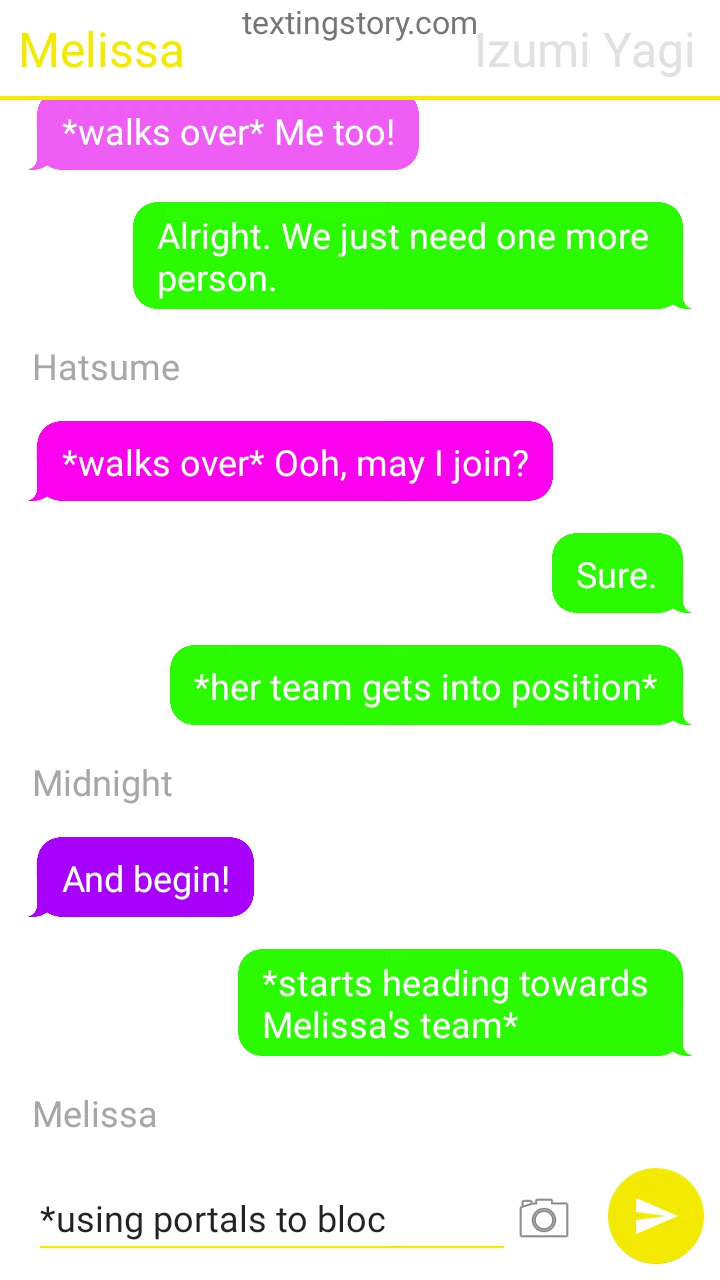 textingstory.com
Melissa
Izumi Yagi
*walks over* Me too!
Alright. We just need one more
person.
Hatsume
*walks over* Ooh, may I join?
Sure.
*her team gets into position*
Midnight
And begin!
*starts heading towards
Melissa's team*
Melissa
*using portals to bloc